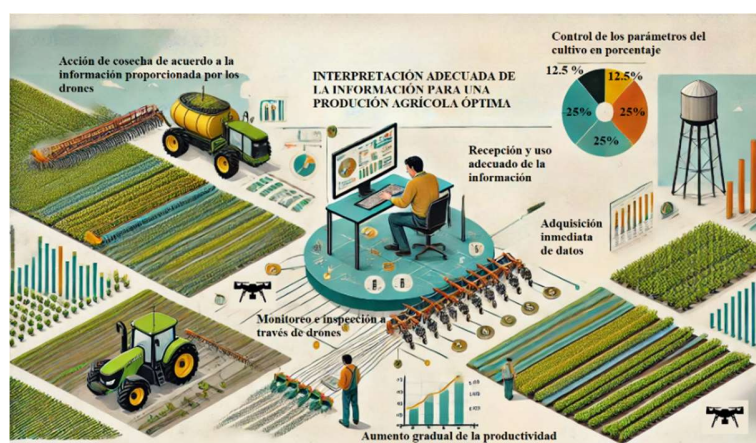 Acción de cosecha de acuerdo a la
información proporcionada por los
drones
INTERPRETACIÓN ADECUADA DE
LA INFORMACIÓN PARA UNA
PRODUCIÓN AGRÍCOLA ÓPTIMA
Control de los parámetros del
cultivo en porcentaje
12.5 %
12.5%
25%
25%
25%
Recepción y uso
adecuado de la
información
Adquisición
inmediata
de datos
Monitoreo e inspección a
través de drones
Aumento gradual de la productividad